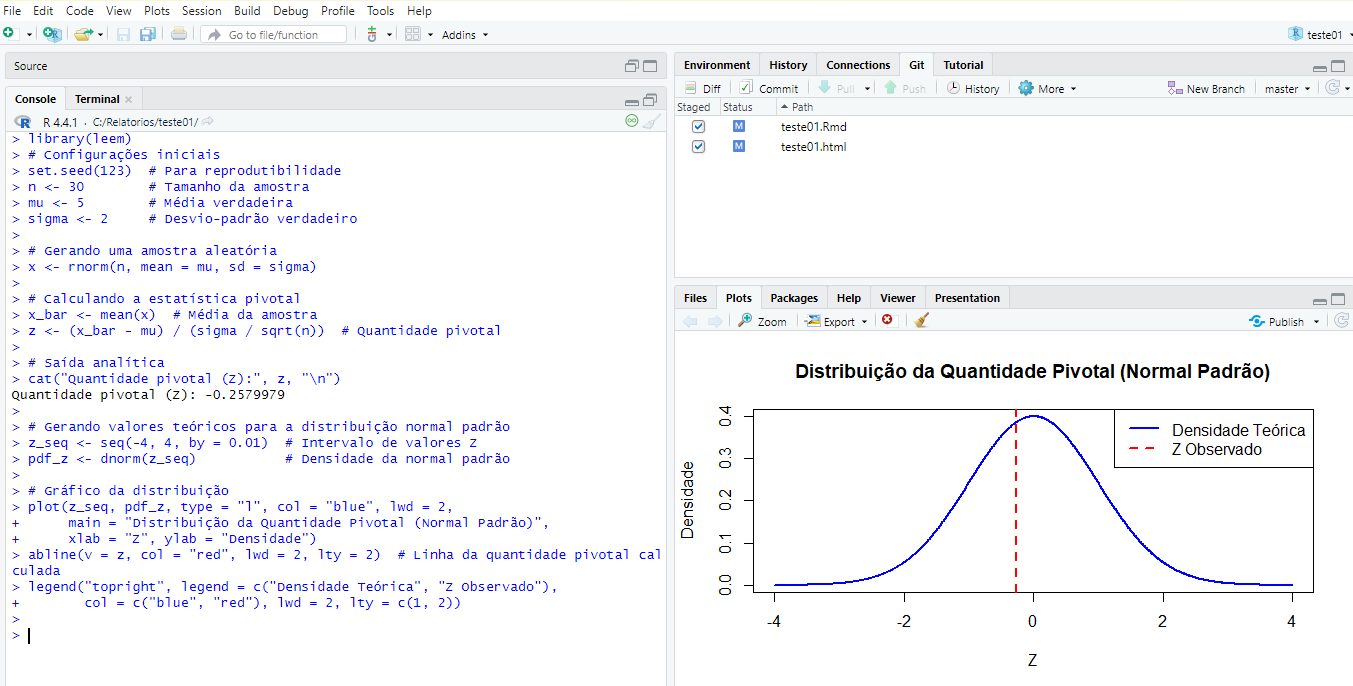 File Edit Code View Plots Session Build Debug Profile Tools Help
Go to file/function Addins teste01
Source
Console Terminal
R 4.4.1 · C:/Relatorios/teste01/
> library(leem)
> # Configurações iniciais
> set.seed(123)  # Para reprodutibilidade
> n <- 30        # Tamanho da amostra
> mu <- 5        # Média verdadeira
> sigma <- 2     # Desvio-padrão verdadeiro
>
> # Gerando uma amostra aleatória
> x <- rnorm(n, mean = mu, sd = sigma)
>
> # Calculando a estatística pivotal
> x_bar <- mean(x)  # Média da amostra
> z <- (x_bar - mu) / (sigma / sqrt(n))  # Quantidade pivotal
>
> # Saída analítica
> cat("Quantidade pivotal (Z):", z, "\n")
Quantidade pivotal (Z): -0.2579979
>
> # Gerando valores teóricos para a distribuição normal padrão
> z_seq <- seq(-4, 4, by = 0.01)  # Intervalo de valores Z
> pdf_z <- dnorm(z_seq)           # Densidade da normal padrão
>
> # Gráfico da distribuição
> plot(z_seq, pdf_z, type = "l", col = "blue", lwd = 2,
+      main = "Distribuição da Quantidade Pivotal (Normal Padrão)",
+      xlab = "Z", ylab = "Densidade")
> abline(v = z, col = "red", lwd = 2, lty = 2)  # Linha da quantidade pivotal cal
culada
> legend("topright", legend = c("Densidade Teórica", "Z Observado"),
+        col = c("blue", "red"), lwd = 2, lty = c(1, 2))
>
>
Environment History Connections Git Tutorial
Diff Commit Pull Push History More New Branch master
Staged Status Path
M teste01.Rmd
M teste01.html
Files Plots Packages Help Viewer Presentation
Zoom Export Publish
Distribuição da Quantidade Pivotal (Normal Padrão)
Densidade Teórica
Z Observado
Densidade
0.4
0.3
0.2
0.1
0.0
-4 -2 0 2 4
Z